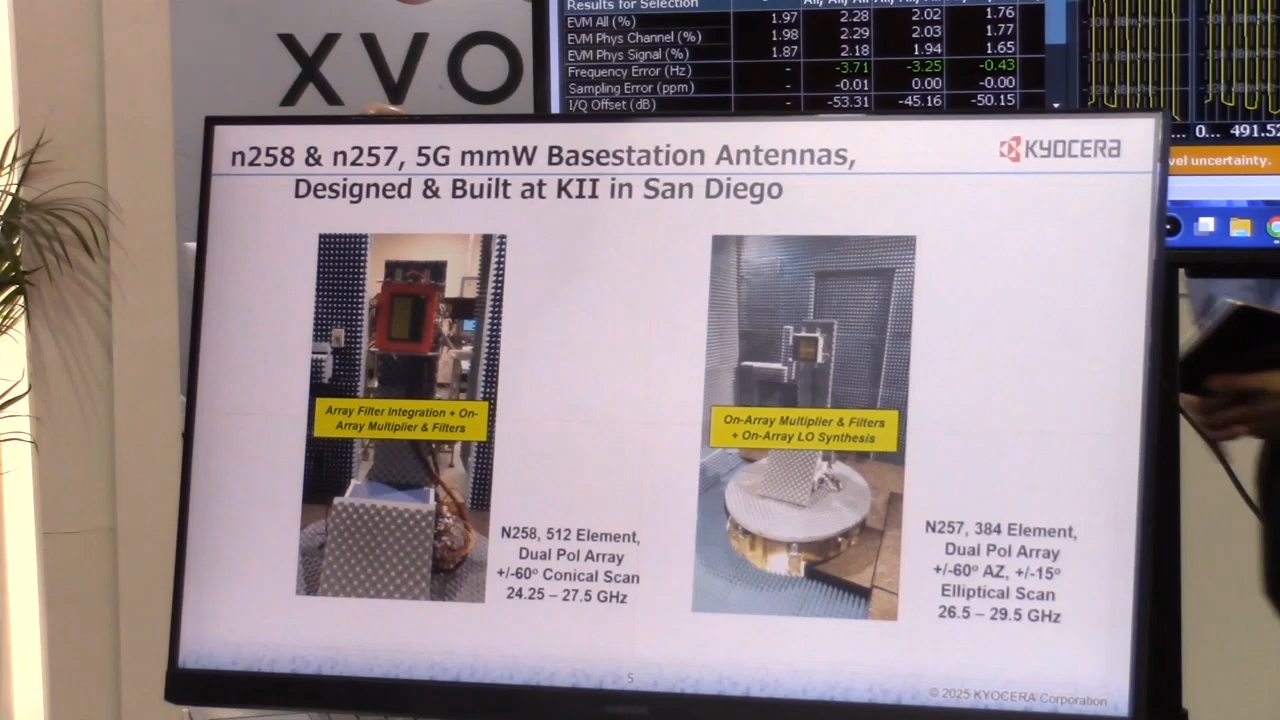 XVO
Results for Selection
EVM All (%) 1.97 2.28 2.02 1.76
EVM Phys Channel (%) 1.98 2.29 2.03 1.77
EVM Phys Signal (%) 1.87 2.18 1.94 1.65
Frequency Error (Hz) - -3.71 -3.25 -0.43
Sampling Error (ppm) - -0.01 0.00 -0.00
I/Q Offset (dB) - -53.31 -45.16 -50.15
... 0... 491.52
vel uncertainty.
n258 & n257, 5G mmW Basestation Antennas,
Designed & Built at KII in San Diego
KYOCERA
Array Filter Integration + On-
Array Multiplier & Filters
N258, 512 Element,
Dual Pol Array
+/-60º Conical Scan
24.25 – 27.5 GHz
On-Array Multiplier & Filters
+ On-Array LO Synthesis
N257, 384 Element,
Dual Pol Array
+/-60º AZ, +/-15º
Elliptical Scan
26.5 – 29.5 GHz
5
© 2025 KYOCERA Corporation